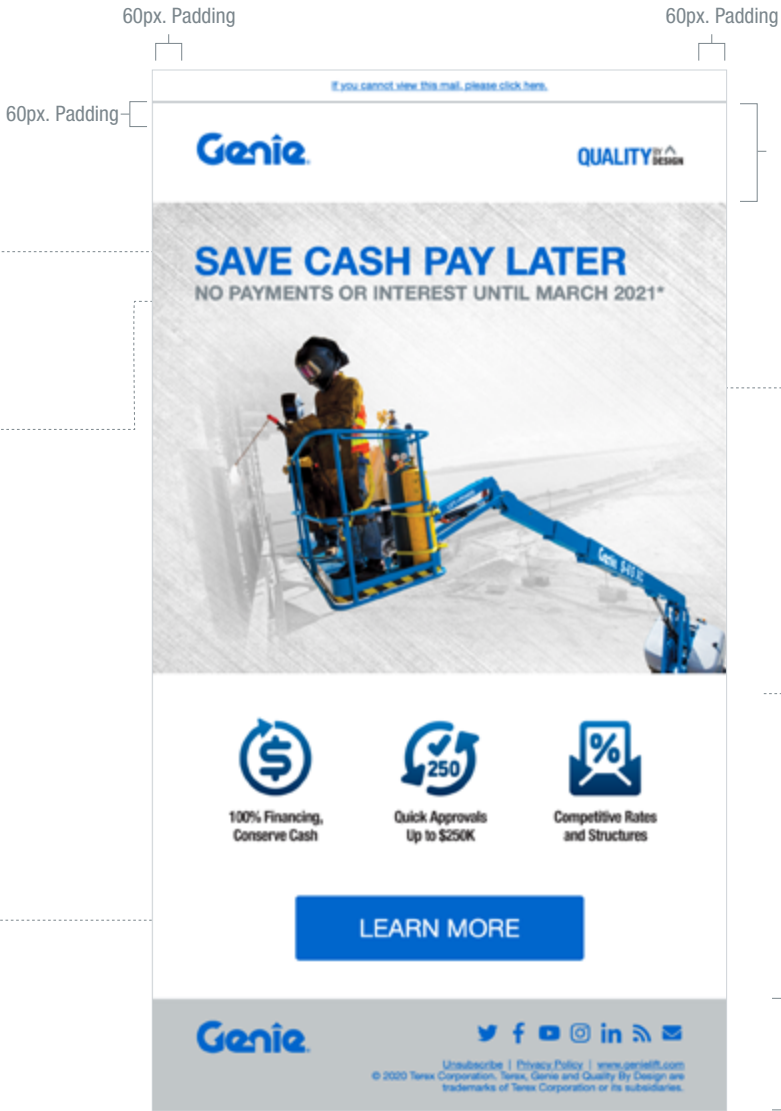 60px. Padding
60px. Padding
60px. Padding
If you cannot view this mail, please click here.
Genie.
QUALITY BY DESIGN
SAVE CASH PAY LATER
NO PAYMENTS OR INTEREST UNTIL MARCH 2021*
Genie S-65 XC
100% Financing,
Conserve Cash
250
Quick Approvals
Up to $250K
%
Competitive Rates
and Structures
LEARN MORE
Genie.
Unsubscribe | Privacy Policy | www.genielift.com
© 2020 Terex Corporation, Terex, Genie and Quality By Design are
trademarks of Terex Corporation or its subsidiaries.